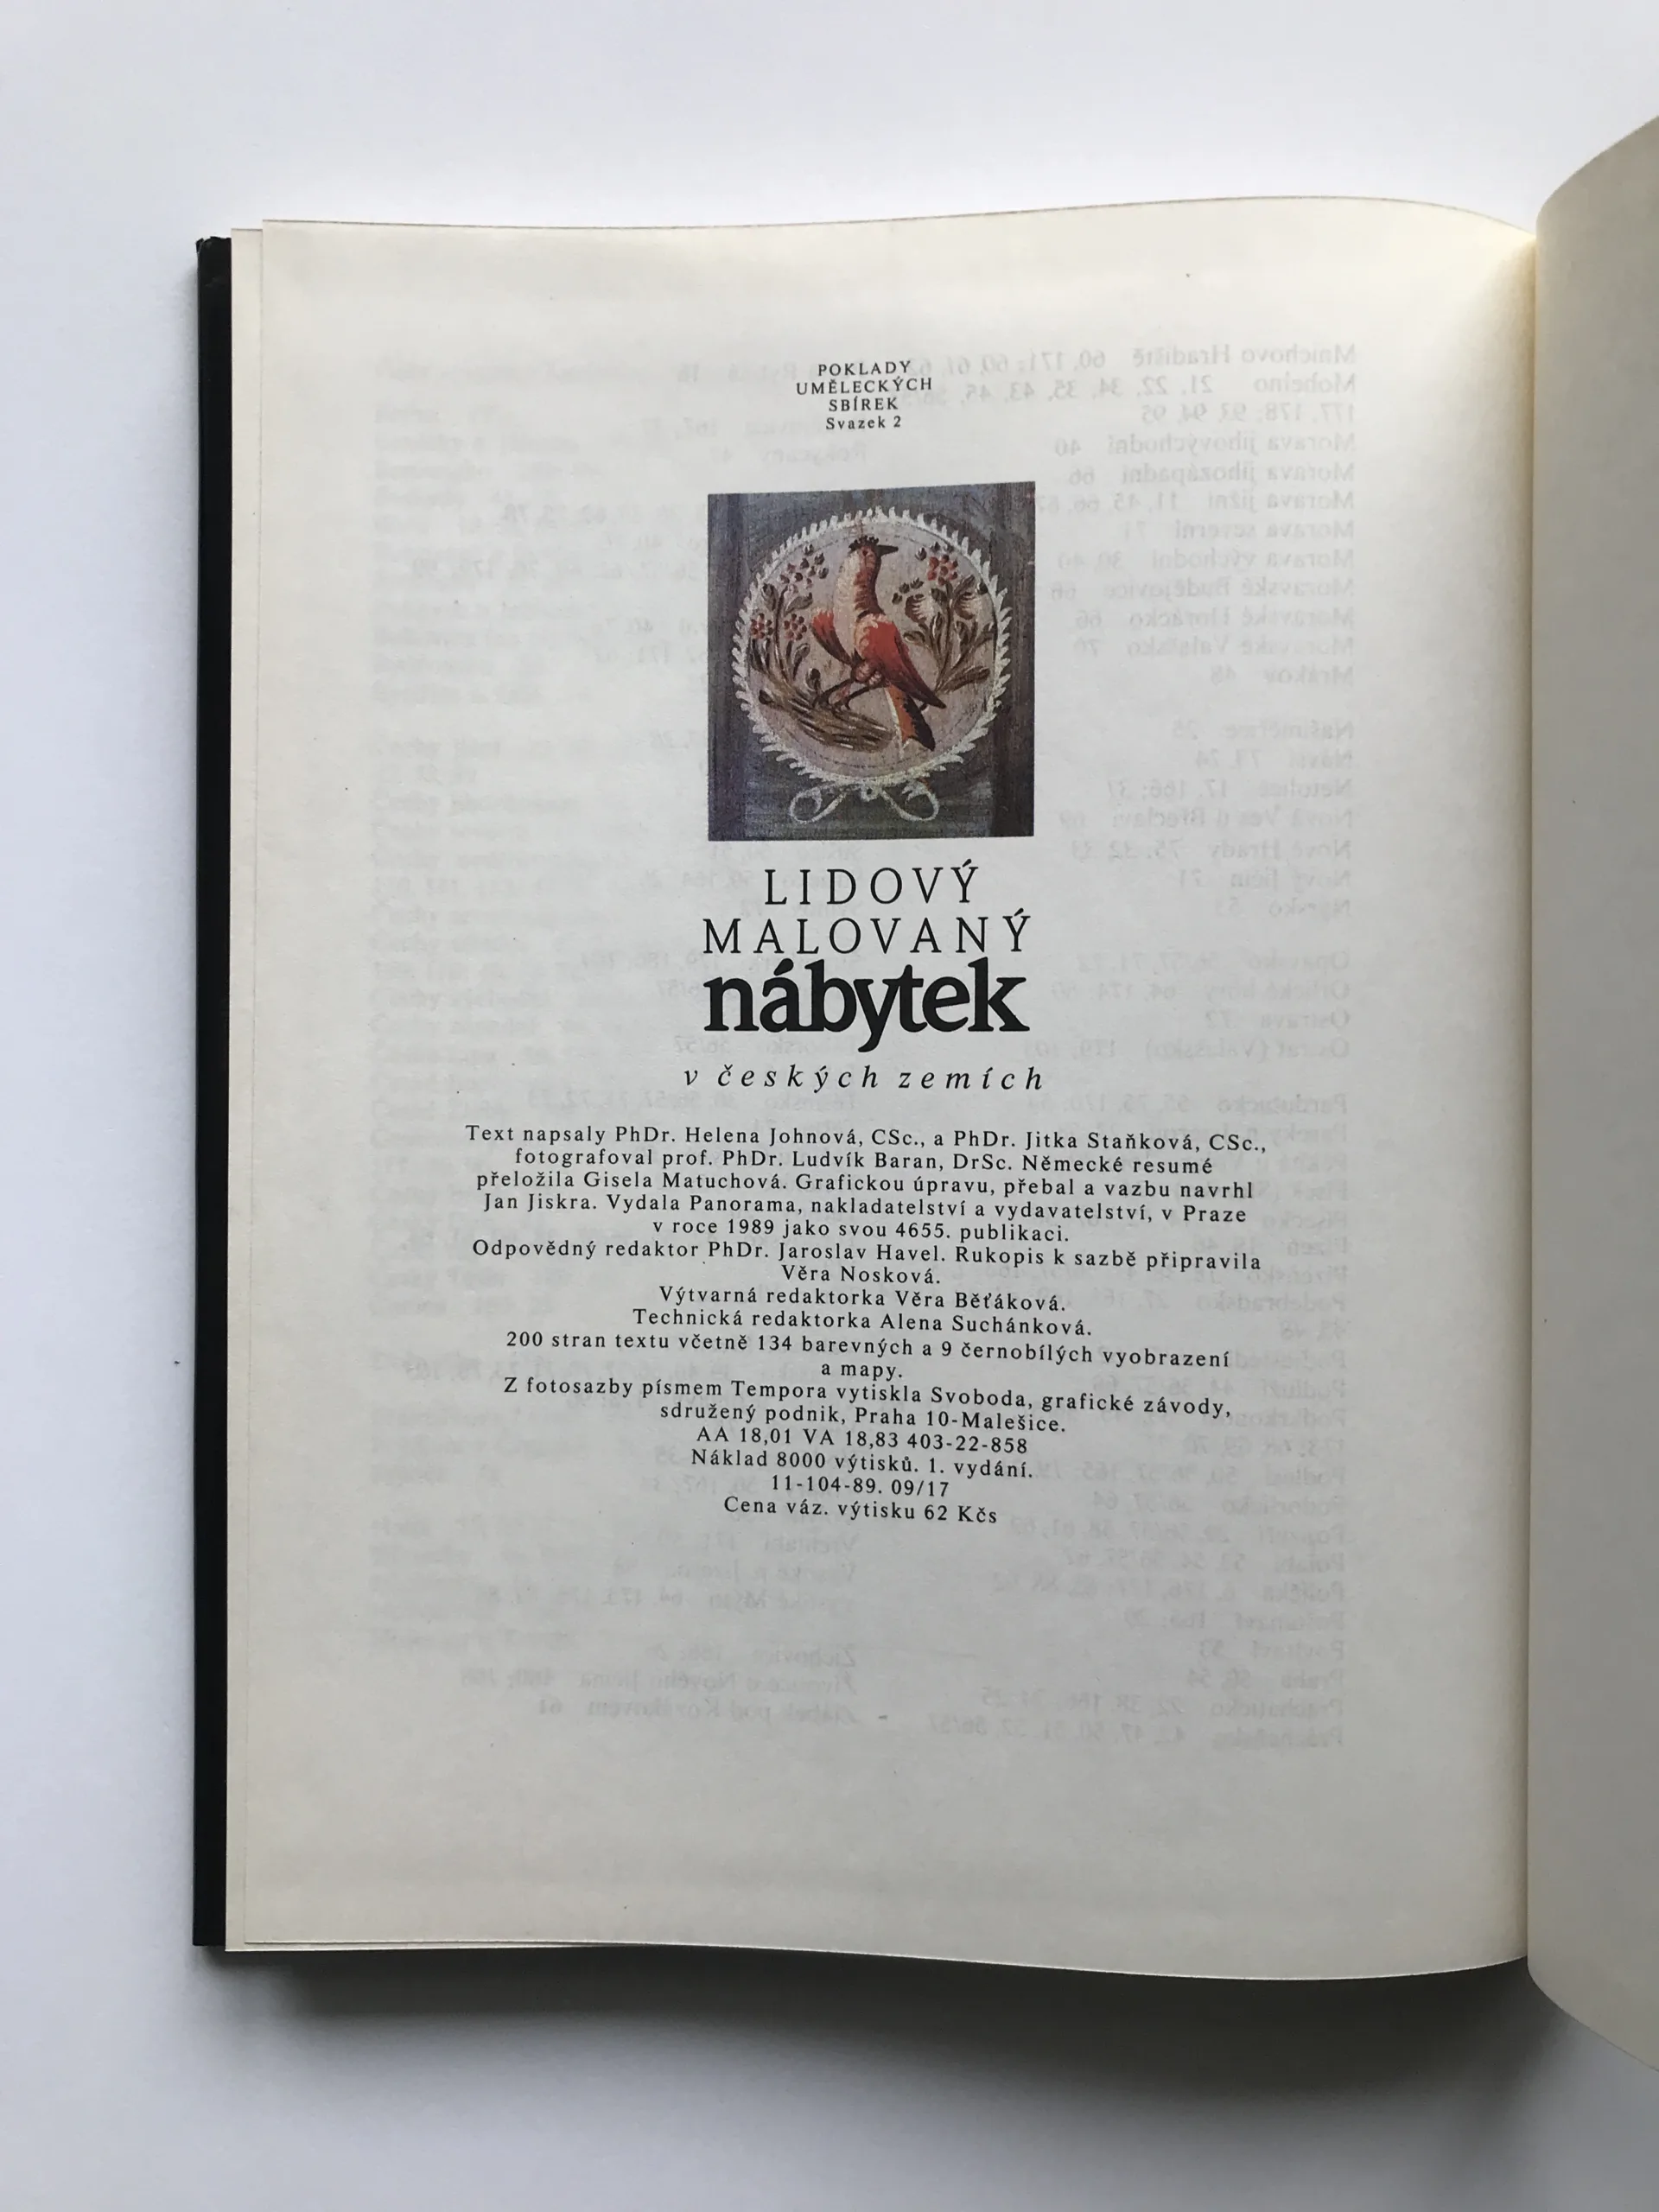 POKLADY
UMĚLECKÝCH
SBÍREK
Svazek 2
LIDOVÝ
MALOVANÝ
nábytek
v českých zemích
Text napsaly PhDr. Helena Johnová, CSc., a PhDr. Jitka Staňková, CSc.,
fotografoval prof. PhDr. Ludvík Baran, DrSc. Německé resumé
přeložila Gisela Matuchová. Grafickou úpravu, přebal a vazbu navrhl
Jan Jiskra. Vydala Panorama, nakladatelství a vydavatelství, v Praze
v roce 1989 jako svou 4655. publikaci.
Odpovědný redaktor PhDr. Jaroslav Havel. Rukopis k sazbě připravila
Věra Nosková.
Výtvarná redaktorka Věra Běťáková.
Technická redaktorka Alena Suchánková.
200 stran textu včetně 134 barevných a 9 černobílých vyobrazení
a mapy.
Z fotosazby písmem Tempora vytiskla Svoboda, grafické závody,
sdružený podnik, Praha 10-Malešice.
AA 18,01 VA 18,83 403-22-858
Náklad 8000 výtisků. 1. vydání.
11-104-89. 09/17
Cena váz. výtisku 62 Kčs